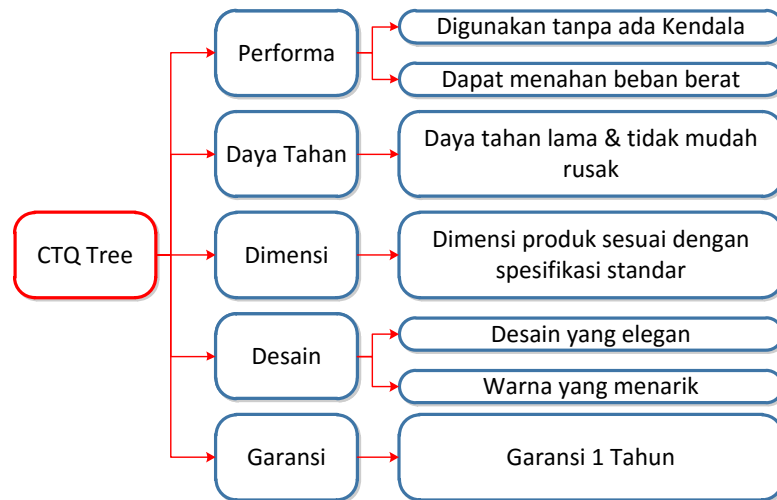 CTQ Tree
Performa
Digunakan tanpa ada Kendala
Dapat menahan beban berat
Daya Tahan
Daya tahan lama & tidak mudah
rusak
Dimensi
Dimensi produk sesuai dengan
spesifikasi standar
Desain
Desain yang elegan
Warna yang menarik
Garansi
Garansi 1 Tahun